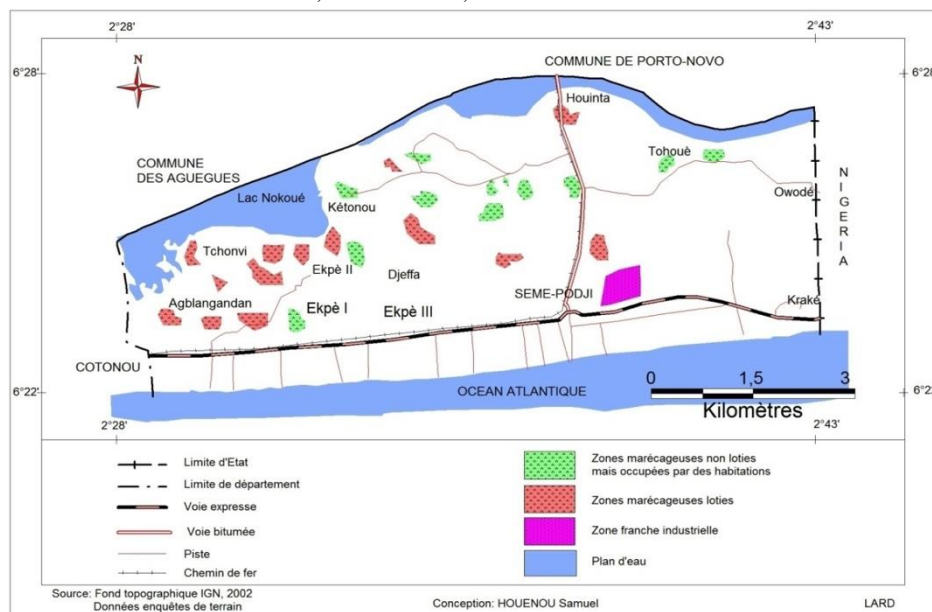 2°28'
2°43'
6°28'
6°28
N
COMMUNE DE PORTO-NOVO
Houinta
COMMUNE
DES AGUEGUES
Tohouè
NIGERIA
Lac Nokoué
Kétonou
Owodé
Tchonvi
Ekpè II
Djeffa
Agblangandan
Ekpè I
Ekpè III
SEME-PODJI
Kraké
COTONOU
OCEAN ATLANTIQUE
0 1,5 3
Kilomètres
6°22'
2°28'
2°43'
Limite d'Etat
Limite de département
Voie expresse
Voie bitumée
Piste
Chemin de fer
Zones marécageuses non loties
mais occupées par des habitations
Zones marécageuses loties
Zone franche industrielle
Plan d'eau
Source: Fond topographique IGN, 2002
Données enquêtes de terrain
Conception: HOUENOU Samuel
LARD